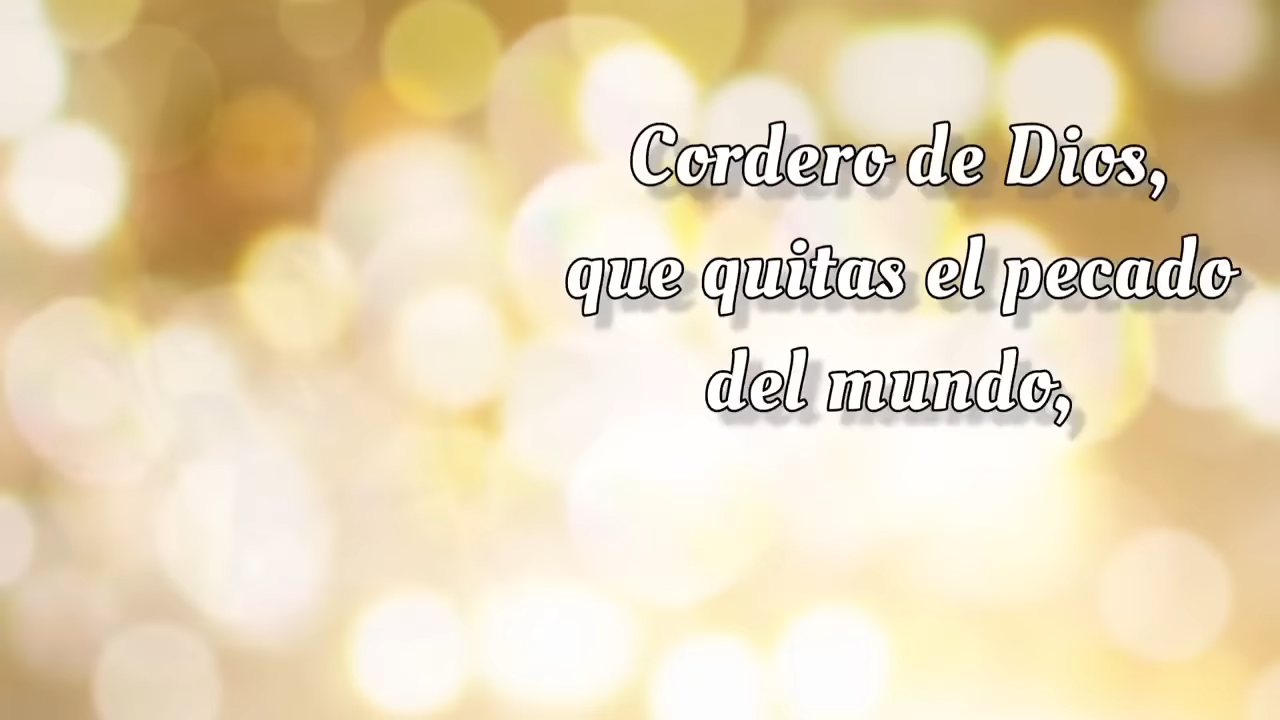 Cordero de Dios,
que quitas el pecado
del mundo,